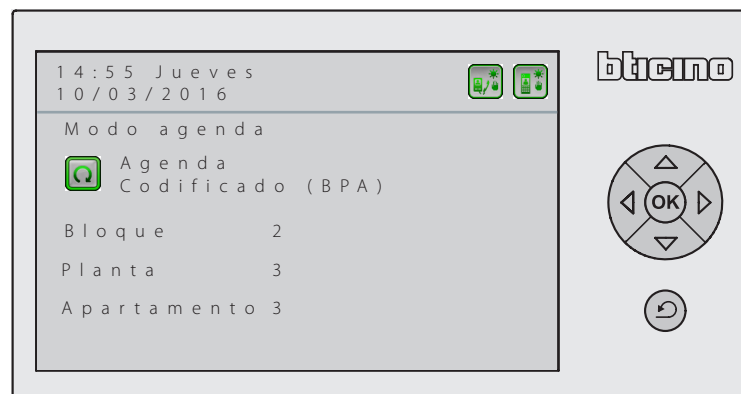 14:55 Jueves
10/03/2016
bticino
Modo agenda
Agenda
Codificado (BPA)
Bloque 2
Planta 3
Apartamento 3
OK